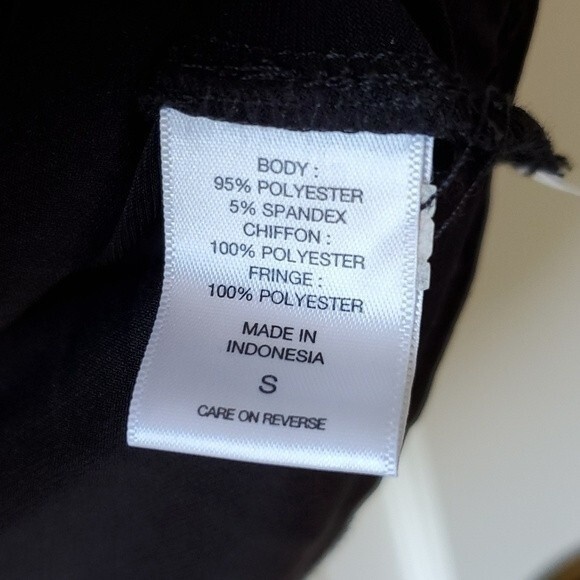 BODY :
95% POLYESTER
5% SPANDEX
CHIFFON :
100% POLYESTER
FRINGE :
100% POLYESTER
MADE IN
INDONESIA
S
CARE ON REVERSE